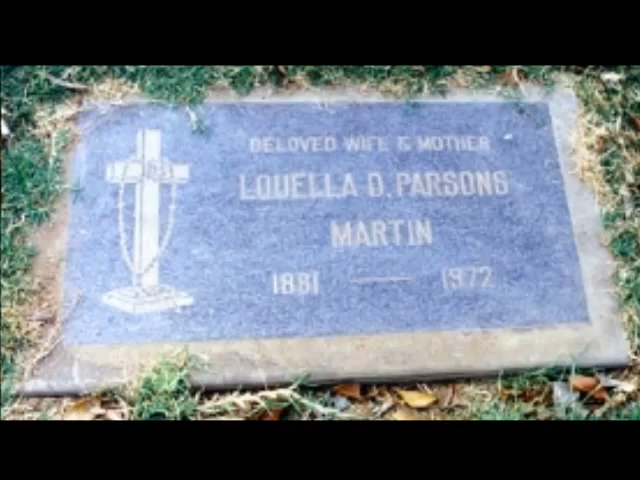 BELOVED WIFE & MOTHER
LOUELLA O. PARSONS
MARTIN
1881 — 1972